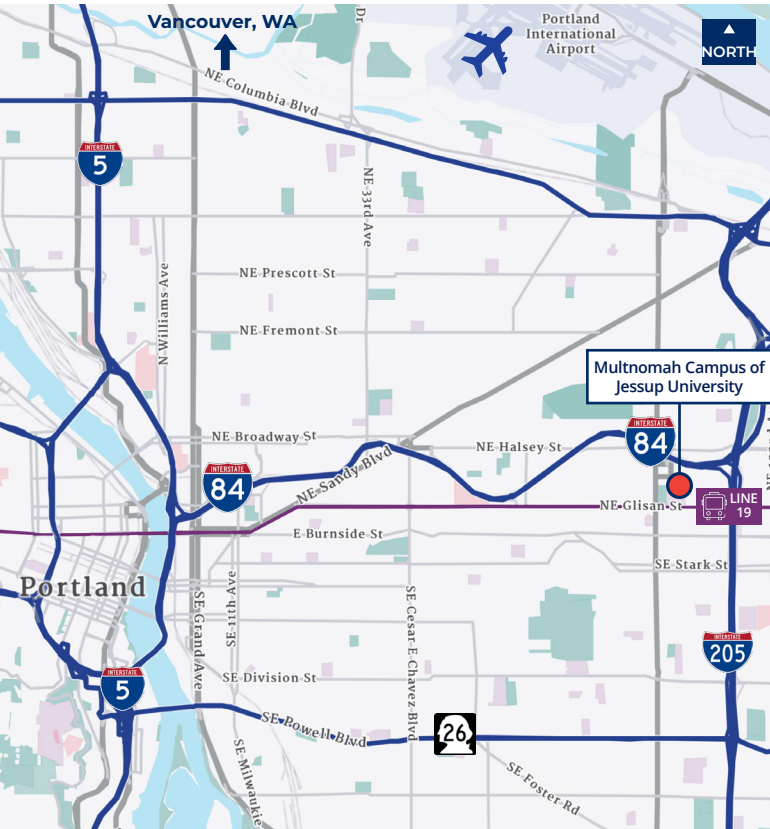 Vancouver, WA
Dr
Portland
International
Airport
NORTH
NE Columbia Blvd
INTERSTATE
5
NE 33rd Ave
N Williams Ave
NE Prescott St
NE Fremont St
Multnomah Campus of
Jessup University
NE Broadway St
NE Halsey St
INTERSTATE
84
INTERSTATE
84
NE Sandy Blvd
NE Glisan St
LINE
19
E Burnside St
SE Stark St
Portland
SE Grand Ave
SE 11th Ave
SE Cesar E Chavez Blvd
INTERSTATE
205
INTERSTATE
5
SE Division St
SE Powell Blvd
26
SE Milwaukie
SE Foster Rd